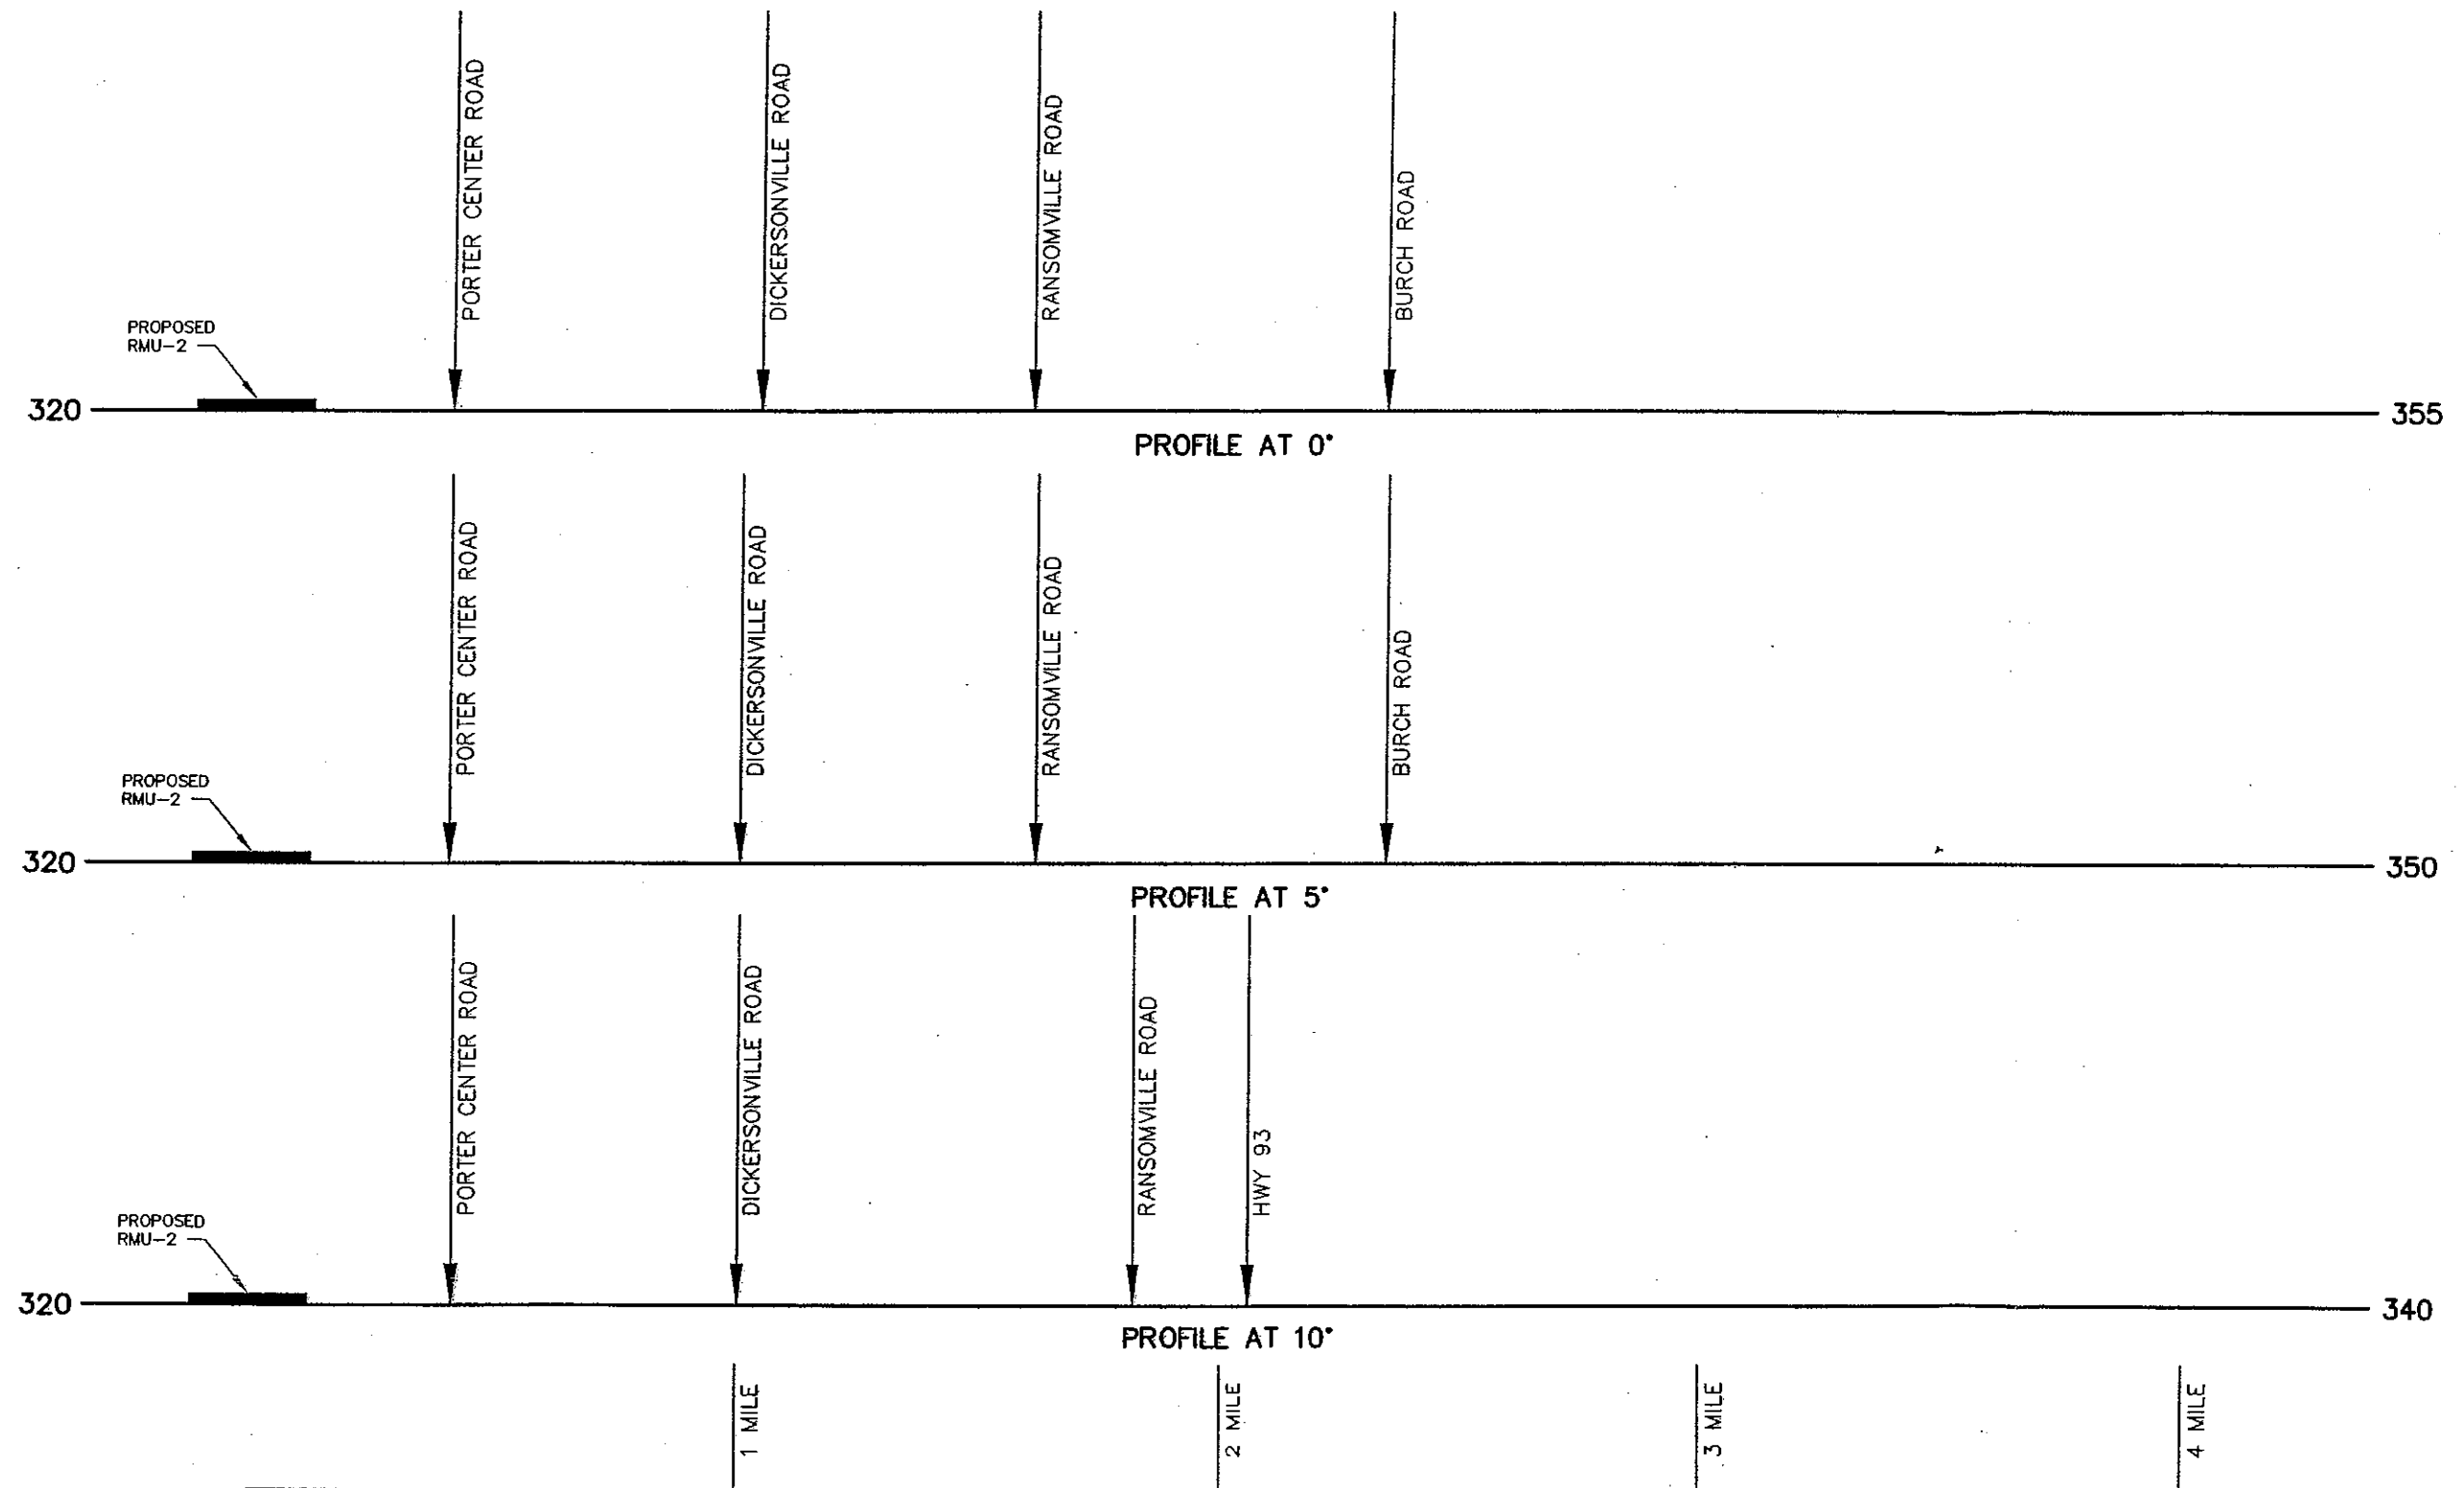 PORTER CENTER ROAD
DICKERSONVILLE ROAD
RANSOMVILLE ROAD
BURCH ROAD
PROPOSED
RMU-2
320
355
PROFILE AT 0°
PORTER CENTER ROAD
DICKERSONVILLE ROAD
RANSOMVILLE ROAD
BURCH ROAD
PROPOSED
RMU-2
320
350
PROFILE AT 5°
PORTER CENTER ROAD
DICKERSONVILLE ROAD
RANSOMVILLE ROAD
HWY 93
PROPOSED
RMU-2
320
340
PROFILE AT 10°
1 MILE
2 MILE
3 MILE
4 MILE